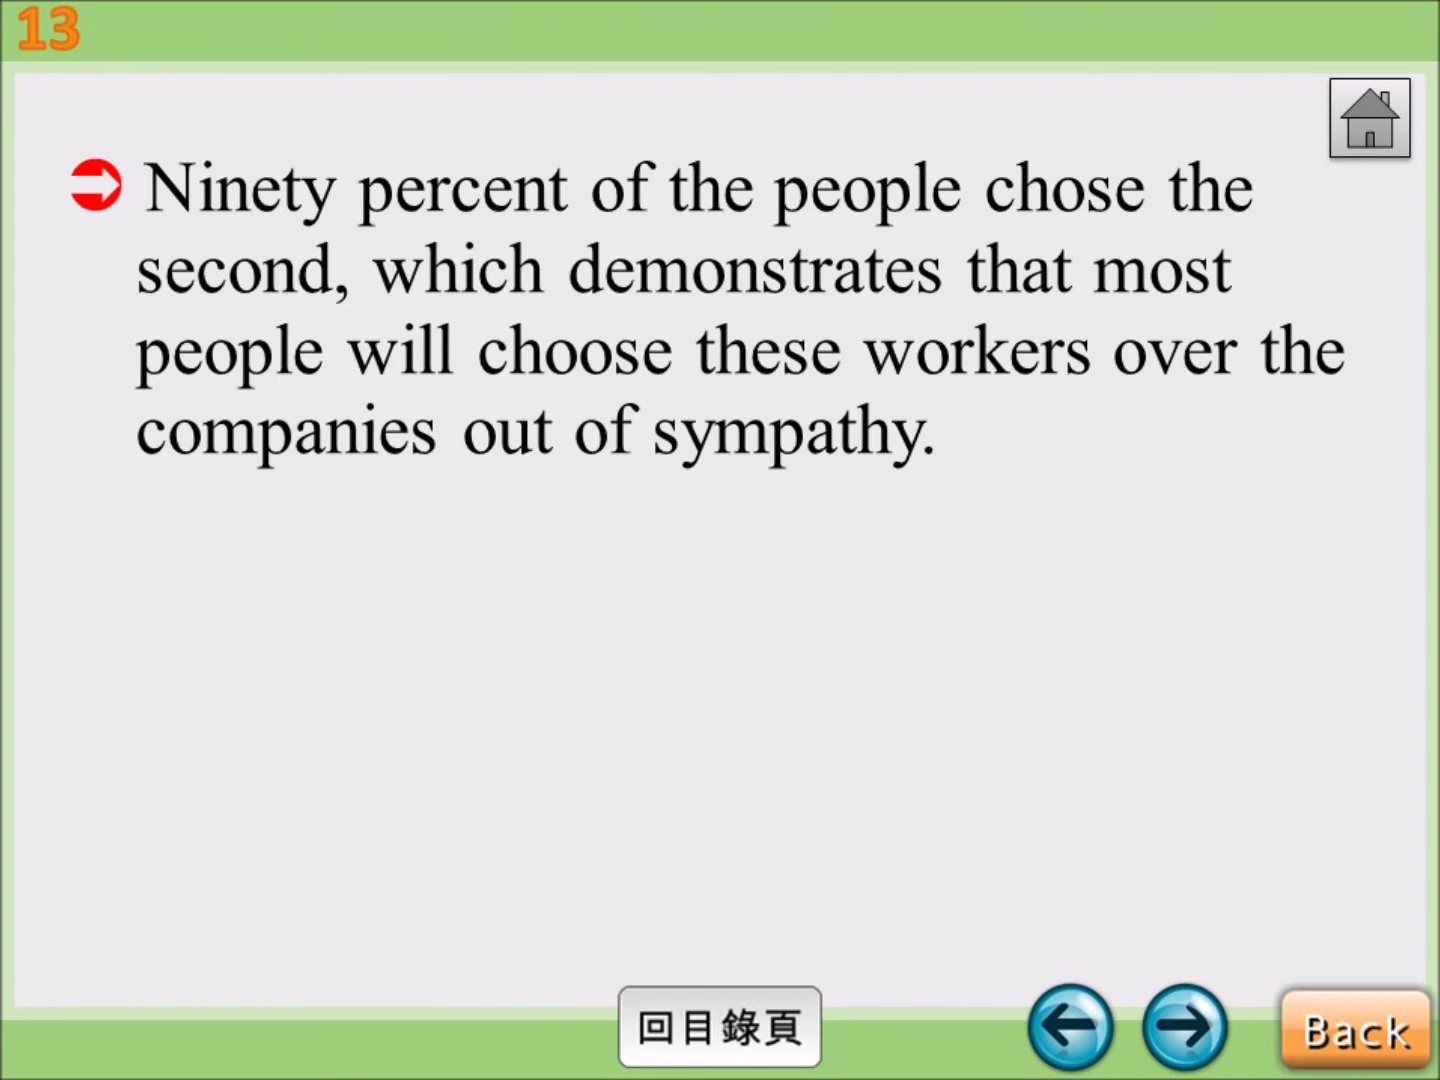 13
Ninety percent of the people chose the
second, which demonstrates that most
people will choose these workers over the
companies out of sympathy.
回目錄頁
Back